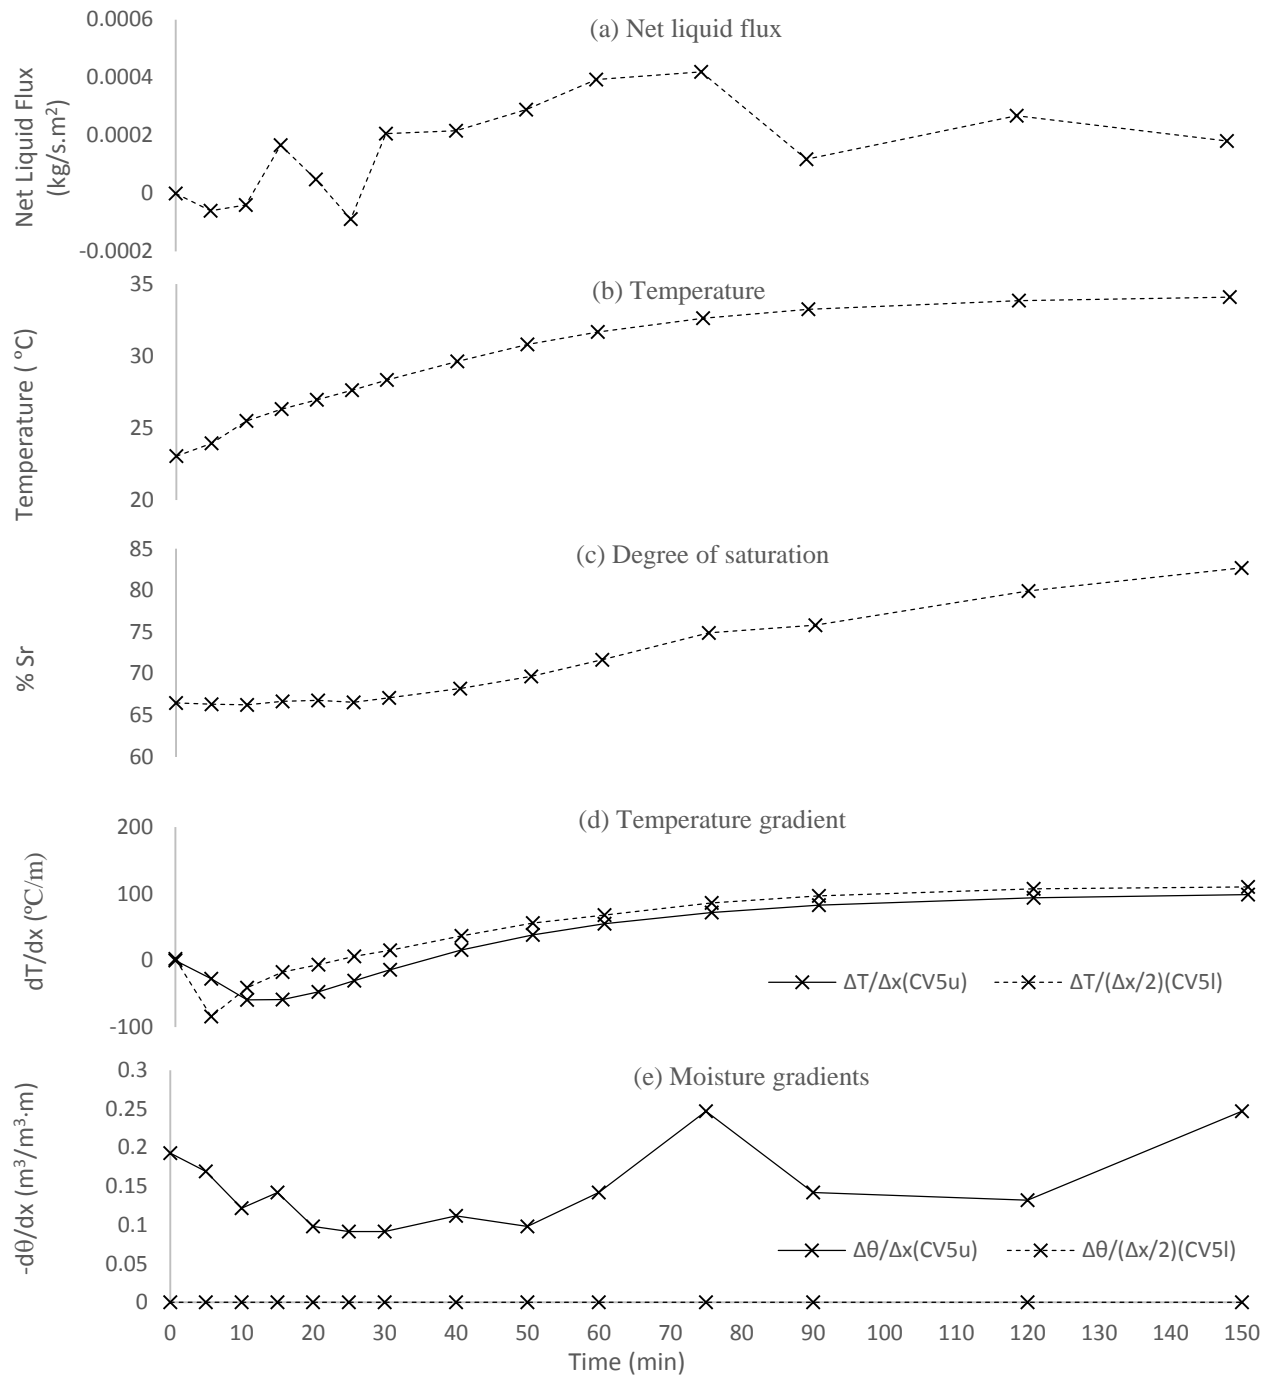 (a) Net liquid flux
0.0006
0.0004
0.0002
0
-0.0002
Net Liquid Flux
(kg/s.m²)
(b) Temperature
35
30
25
20
Temperature ( °C)
(c) Degree of saturation
85
80
75
70
65
60
% Sr
(d) Temperature gradient
200
100
0
-100
dT/dx (°C/m)
ΔT/Δx(CV5u) ΔT/(Δx/2)(CV5l)
(e) Moisture gradients
0.3
0.25
0.2
0.15
0.1
0.05
0
-dθ/dx (m³/m³·m)
Δθ/Δx(CV5u) Δθ/(Δx/2)(CV5l)
0 10 20 30 40 50 60 70 80 90 100 110 120 130 140 150
Time (min)